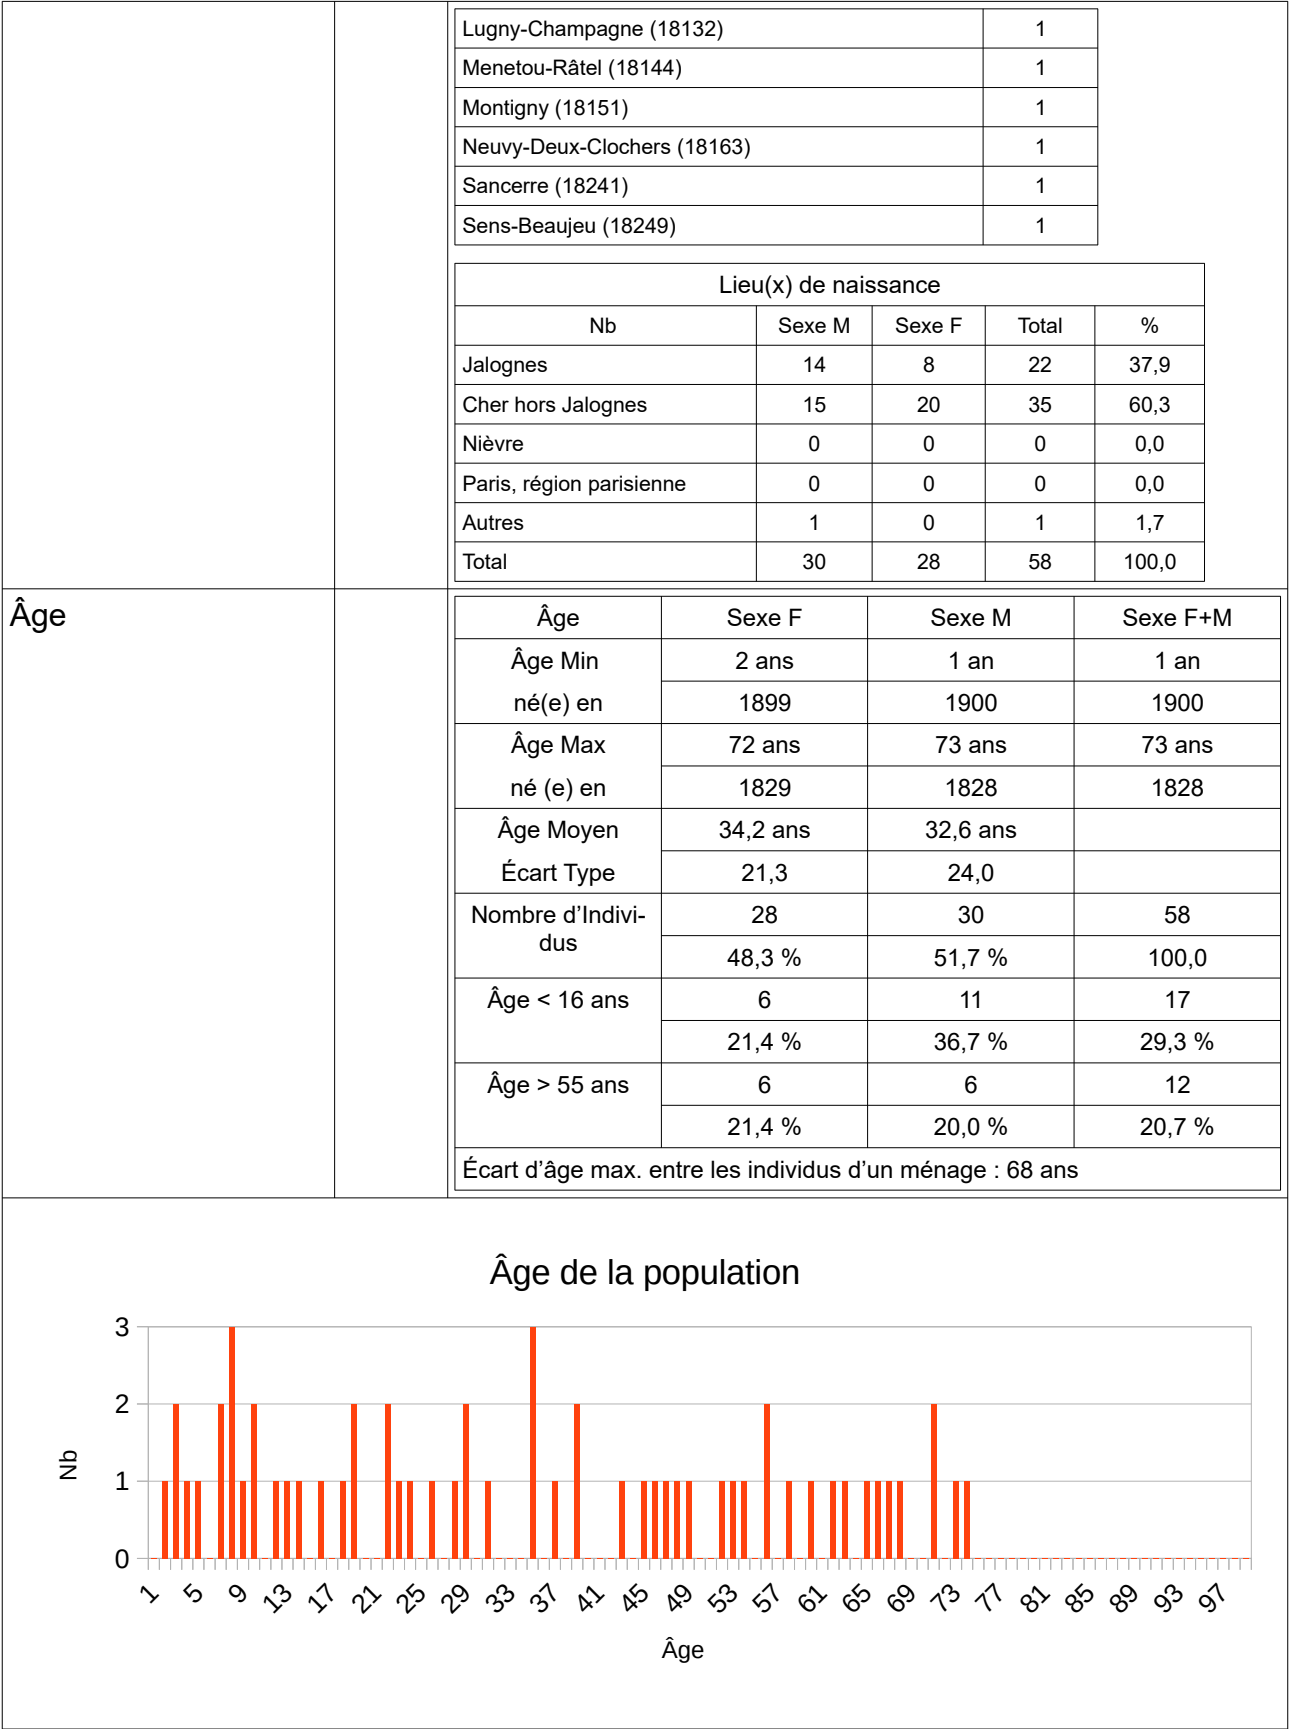 Lugny-Champagne (18132) 1
Menetou-Râtel (18144) 1
Montigny (18151) 1
Neuvy-Deux-Clochers (18163) 1
Sancerre (18241) 1
Sens-Beaujeu (18249) 1
Lieu(x) de naissance
Nb Sexe M Sexe F Total %
Jalognes 14 8 22 37,9
Cher hors Jalognes 15 20 35 60,3
Nièvre 0 0 0 0,0
Paris, région parisienne 0 0 0 0,0
Autres 1 0 1 1,7
Total 30 28 58 100,0
Âge
Âge Sexe F Sexe M Sexe F+M
Âge Min 2 ans 1 an 1 an
né(e) en 1899 1900 1900
Âge Max 72 ans 73 ans 73 ans
né (e) en 1829 1828 1828
Âge Moyen 34,2 ans 32,6 ans
Écart Type 21,3 24,0
Nombre d’Indivi- 28 30 58
dus
48,3 % 51,7 % 100,0
Âge < 16 ans 6 11 17
21,4 % 36,7 % 29,3 %
Âge > 55 ans 6 6 12
21,4 % 20,0 % 20,7 %
Écart d’âge max. entre les individus d’un ménage : 68 ans
Âge de la population
3
2
1
0
Nb
1 5 9 13 17 21 25 29 33 37 41 45 49 53 57 61 65 69 73 77 81 85 89 93 97
Âge